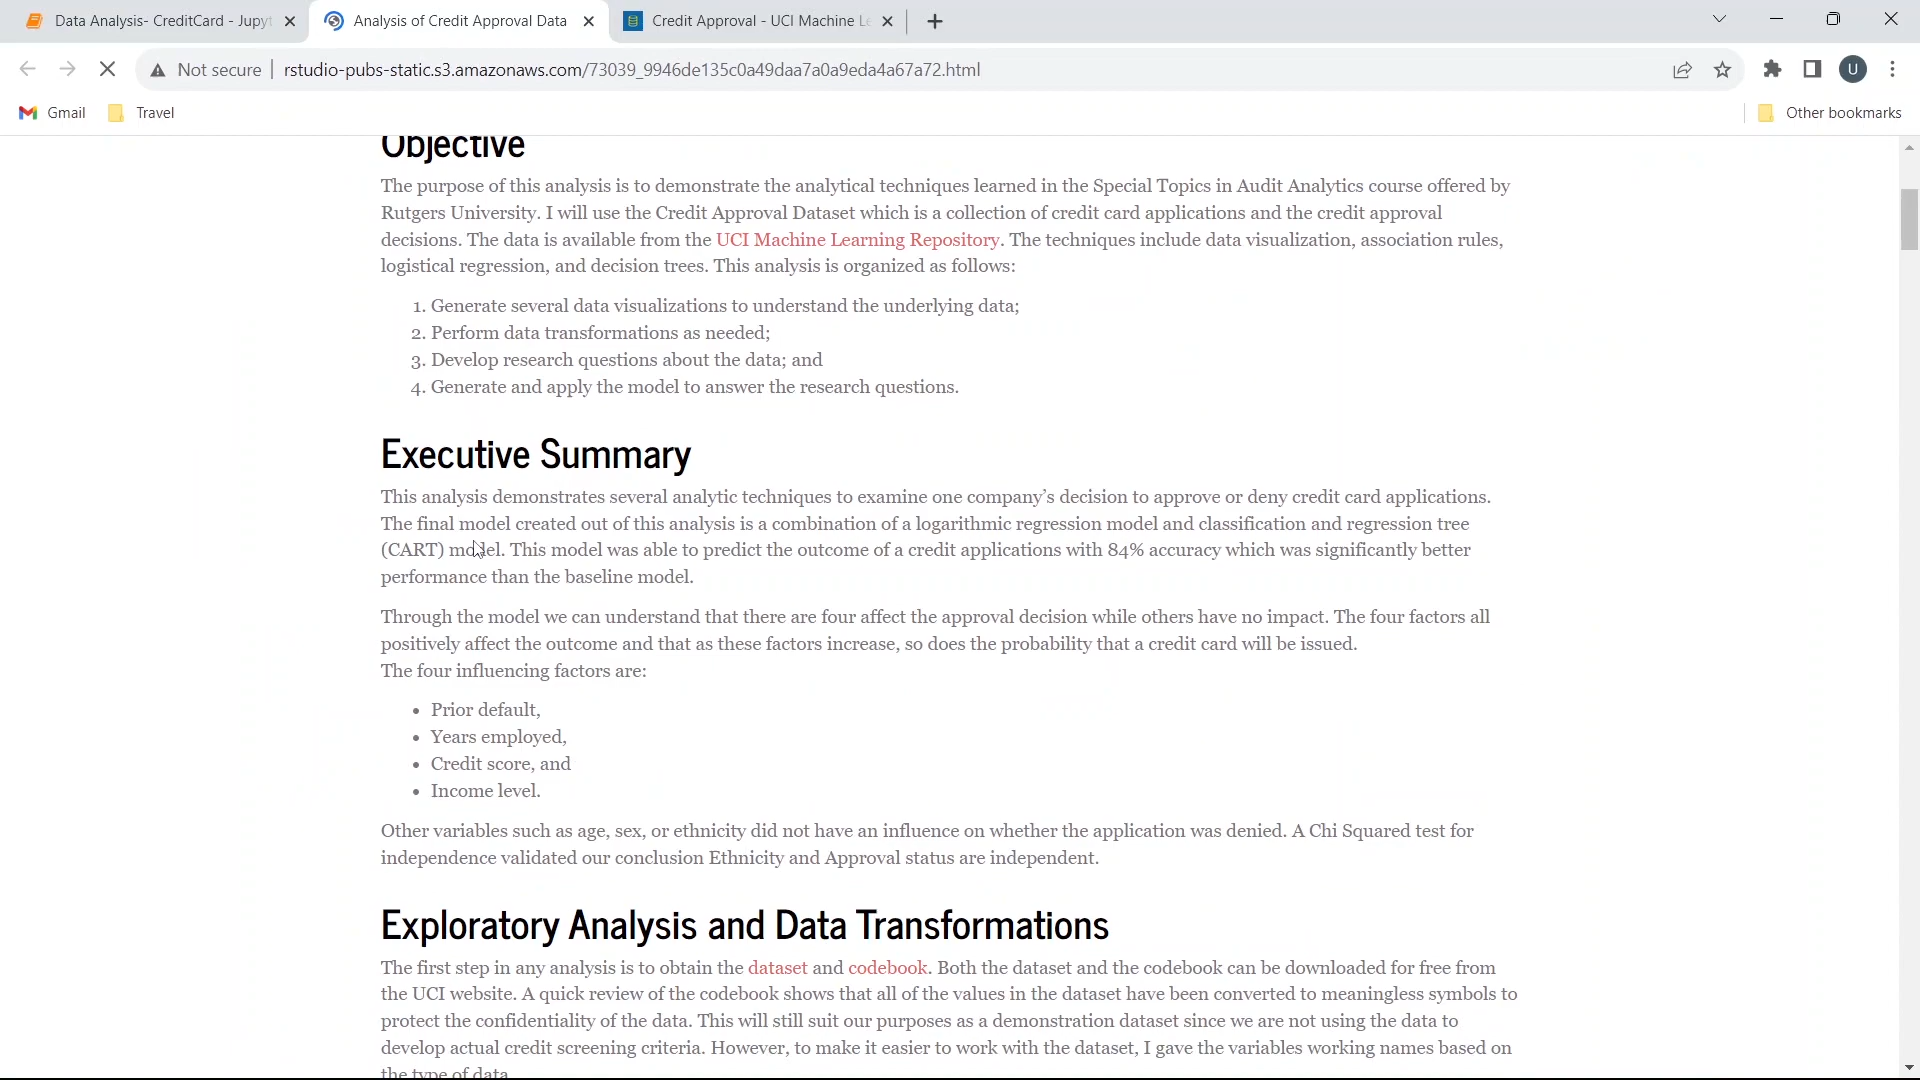 Data Analysis- CreditCard - Jupyt
Analysis of Credit Approval Data
Credit Approval - UCI Machine Le
Not secure
rstudio-pubs-static.s3.amazonaws.com/73039_9946de135c0a49daa7a0a9eda4a67a72.html
U
Gmail
Travel
Other bookmarks
Objective
The purpose of this analysis is to demonstrate the analytical techniques learned in the Special Topics in Audit Analytics course offered by
Rutgers University. I will use the Credit Approval Dataset which is a collection of credit card applications and the credit approval
decisions. The data is available from the UCI Machine Learning Repository. The techniques include data visualization, association rules,
logistical regression, and decision trees. This analysis is organized as follows:
1. Generate several data visualizations to understand the underlying data;
2. Perform data transformations as needed;
3. Develop research questions about the data; and
4. Generate and apply the model to answer the research questions.
Executive Summary
This analysis demonstrates several analytic techniques to examine one company’s decision to approve or deny credit card applications.
The final model created out of this analysis is a combination of a logarithmic regression model and classification and regression tree
(CART) model. This model was able to predict the outcome of a credit applications with 84% accuracy which was significantly better
performance than the baseline model.
Through the model we can understand that there are four affect the approval decision while others have no impact. The four factors all
positively affect the outcome and that as these factors increase, so does the probability that a credit card will be issued.
The four influencing factors are:
• Prior default,
• Years employed,
• Credit score, and
• Income level.
Other variables such as age, sex, or ethnicity did not have an influence on whether the application was denied. A Chi Squared test for
independence validated our conclusion Ethnicity and Approval status are independent.
Exploratory Analysis and Data Transformations
The first step in any analysis is to obtain the dataset and codebook. Both the dataset and the codebook can be downloaded for free from
the UCI website. A quick review of the codebook shows that all of the values in the dataset have been converted to meaningless symbols to
protect the confidentiality of the data. This will still suit our purposes as a demonstration dataset since we are not using the data to
develop actual credit screening criteria. However, to make it easier to work with the dataset, I gave the variables working names based on
the type of data